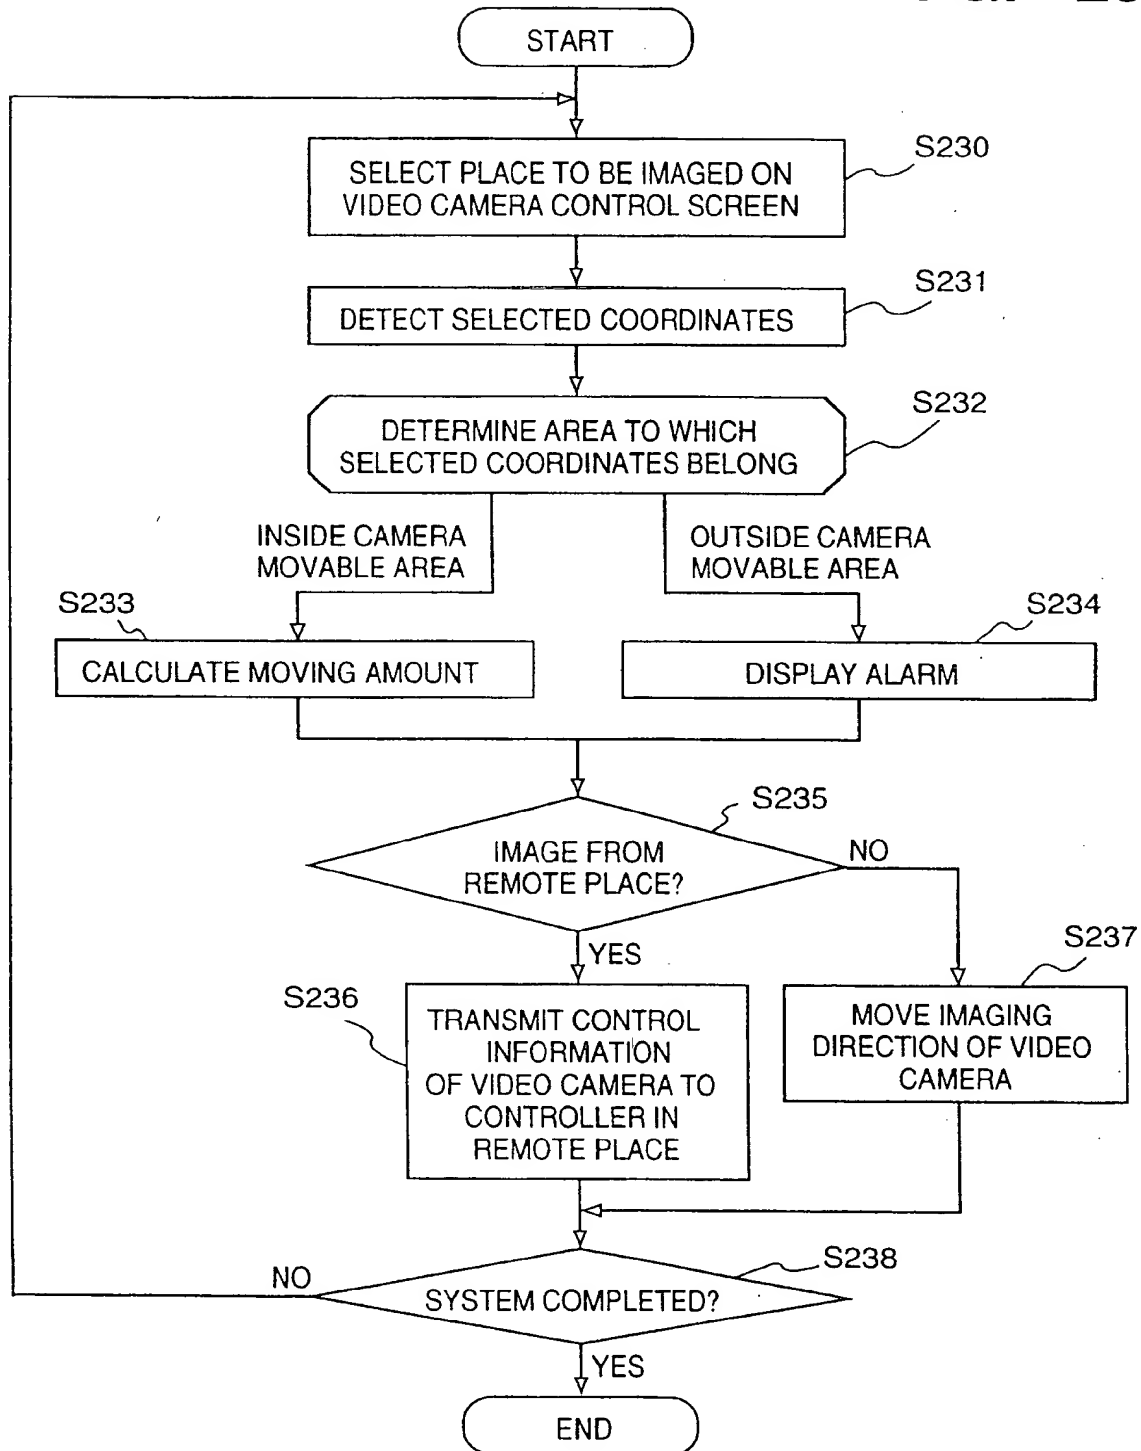 START
S230
SELECT PLACE TO BE IMAGED ON
VIDEO CAMERA CONTROL SCREEN
S231
DETECT SELECTED COORDINATES
S232
DETERMINE AREA TO WHICH
SELECTED COORDINATES BELONG
INSIDE CAMERA
MOVABLE AREA
OUTSIDE CAMERA
MOVABLE AREA
S233
CALCULATE MOVING AMOUNT
S234
DISPLAY ALARM
S235
IMAGE FROM
REMOTE PLACE?
NO
YES
S236
TRANSMIT CONTROL
INFORMATION
OF VIDEO CAMERA TO
CONTROLLER IN
REMOTE PLACE
S237
MOVE IMAGING
DIRECTION OF VIDEO
CAMERA
S238
NO
SYSTEM COMPLETED?
YES
END